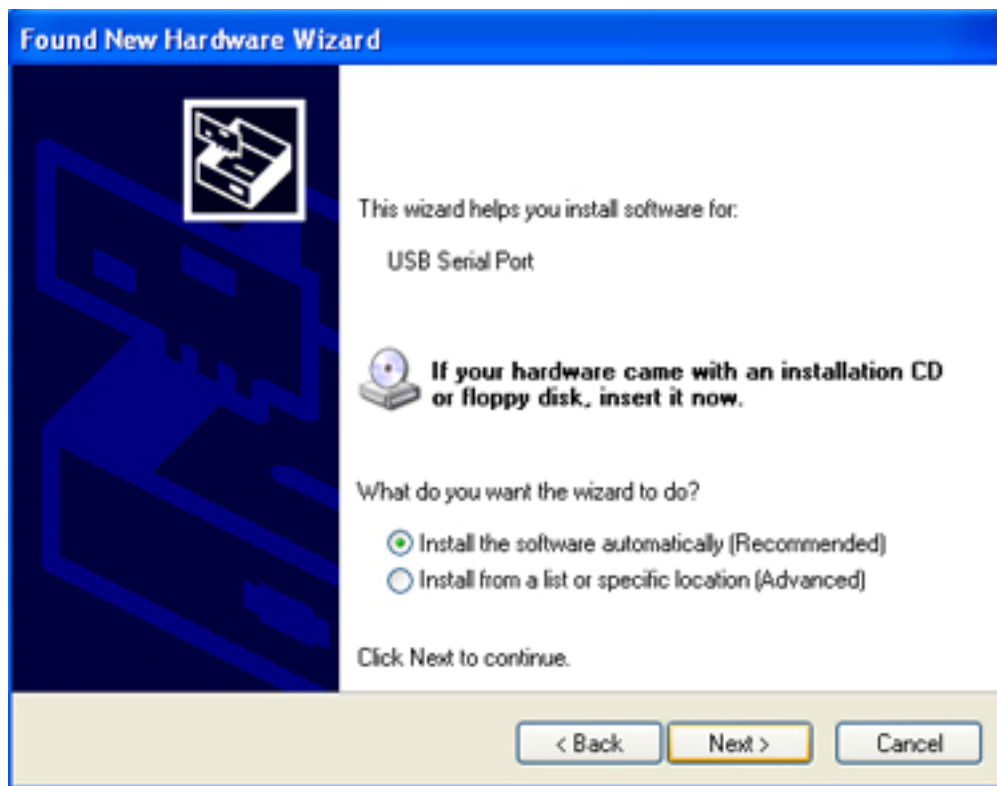 Found New Hardware Wizard
This wizard helps you install software for:
USB Serial Port
If your hardware came with an installation CD
or floppy disk, insert it now.
What do you want the wizard to do?
Install the software automatically (Recommended)
Install from a list or specific location (Advanced)
Click Next to continue.
< Back
Next >
Cancel